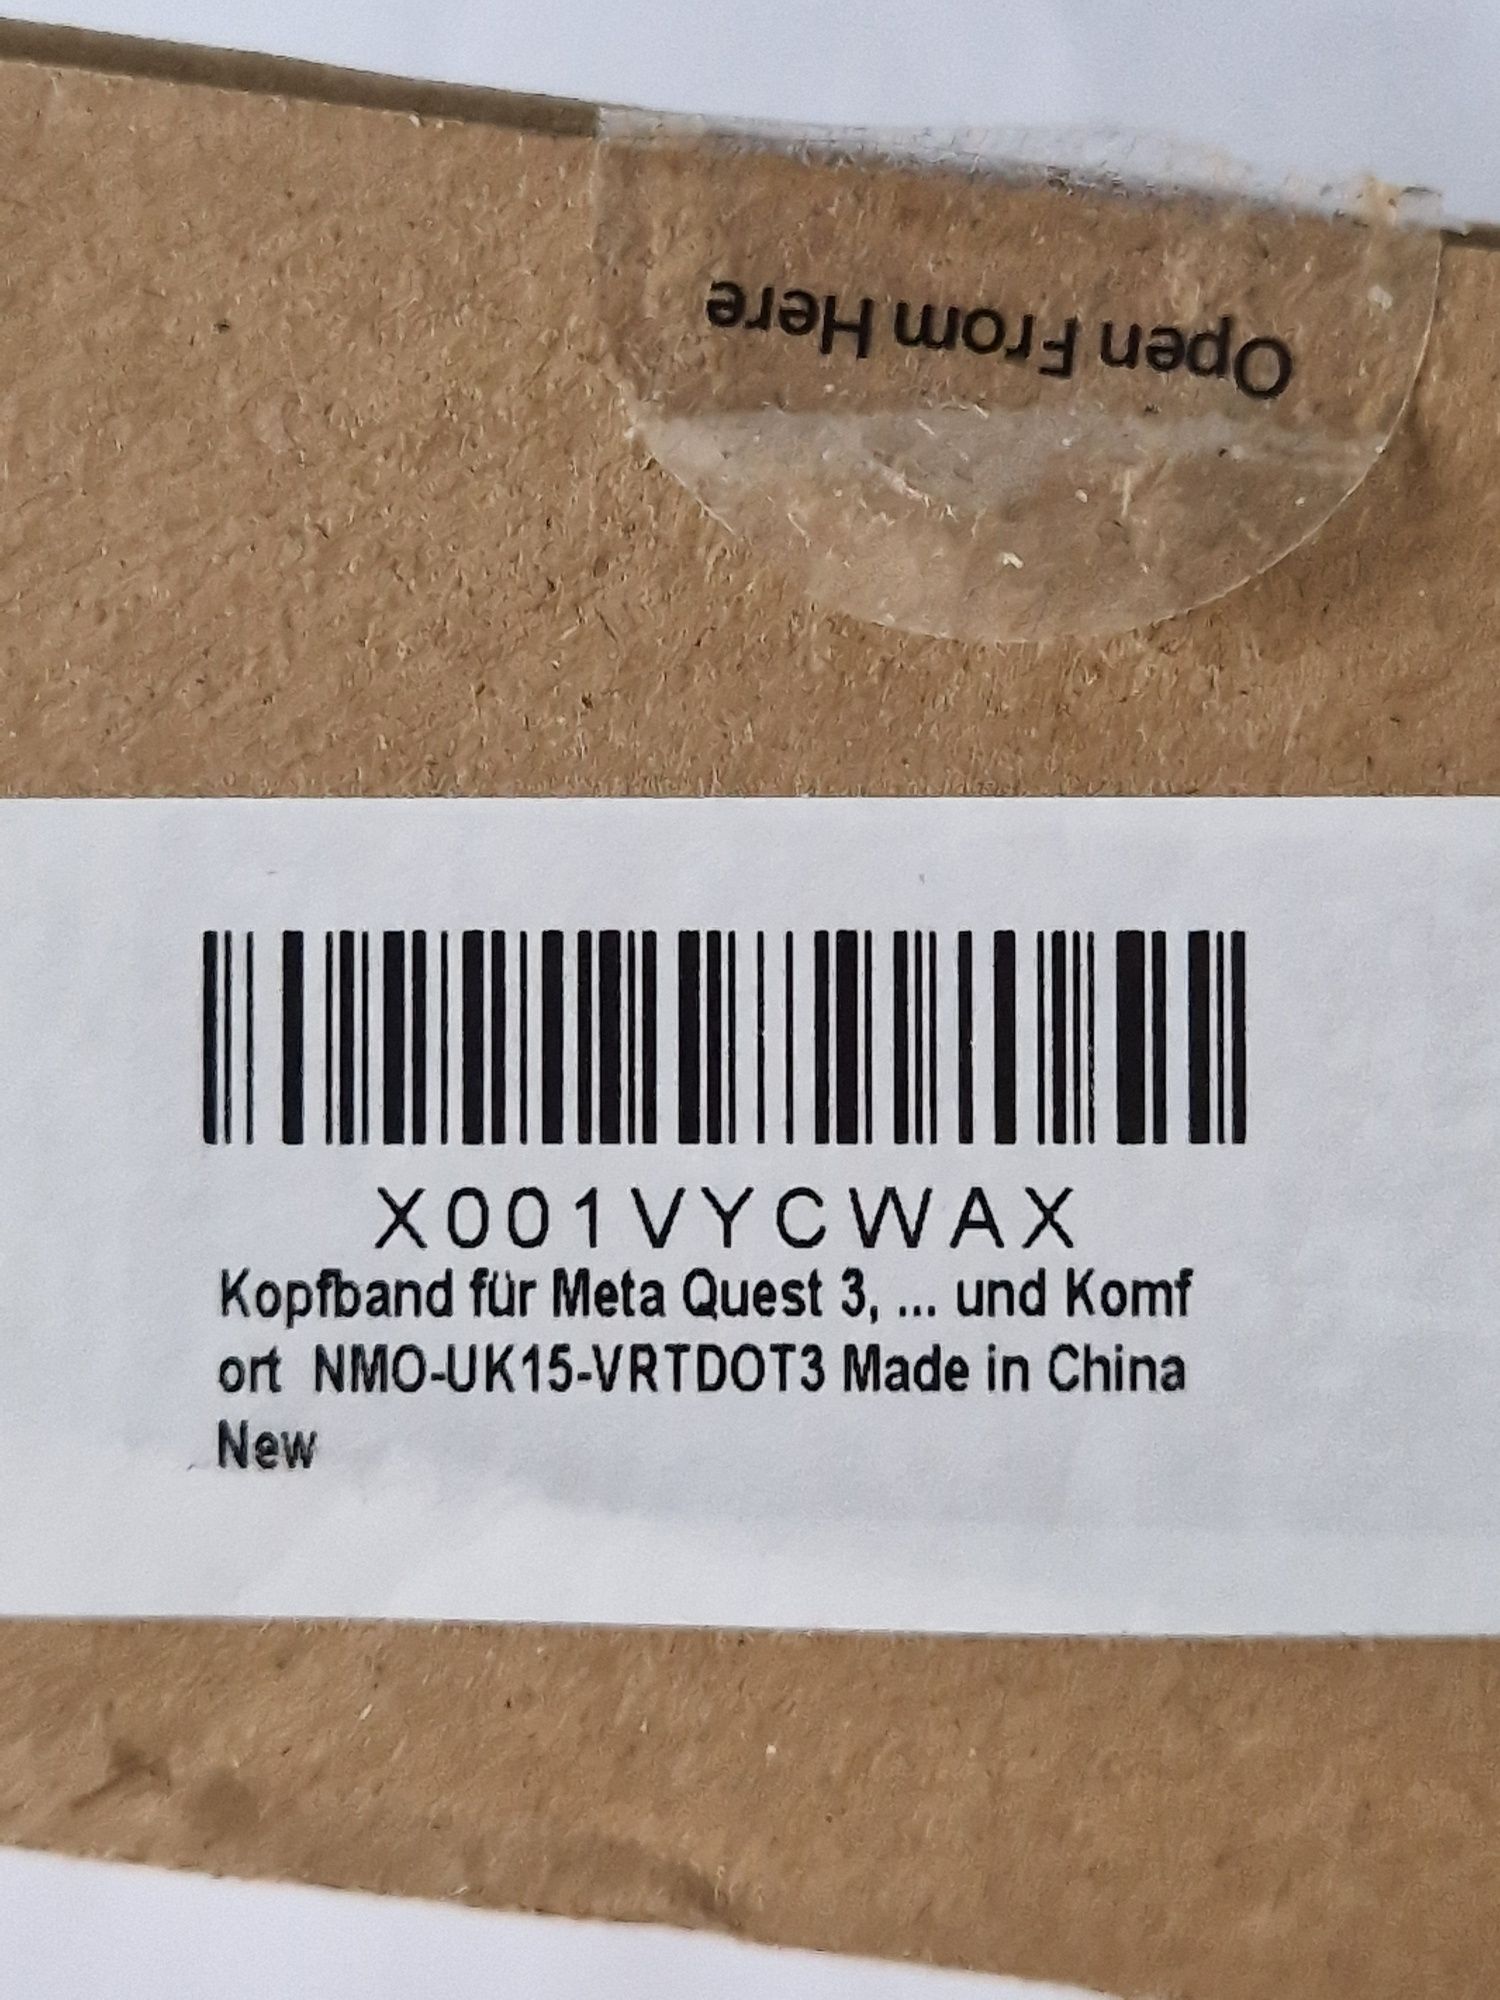 Open From Here
X001VYCWAX
Kopfband für Meta Quest 3, ... und Komf
ort NMO-UK15-VRTDOT3 Made in China
New